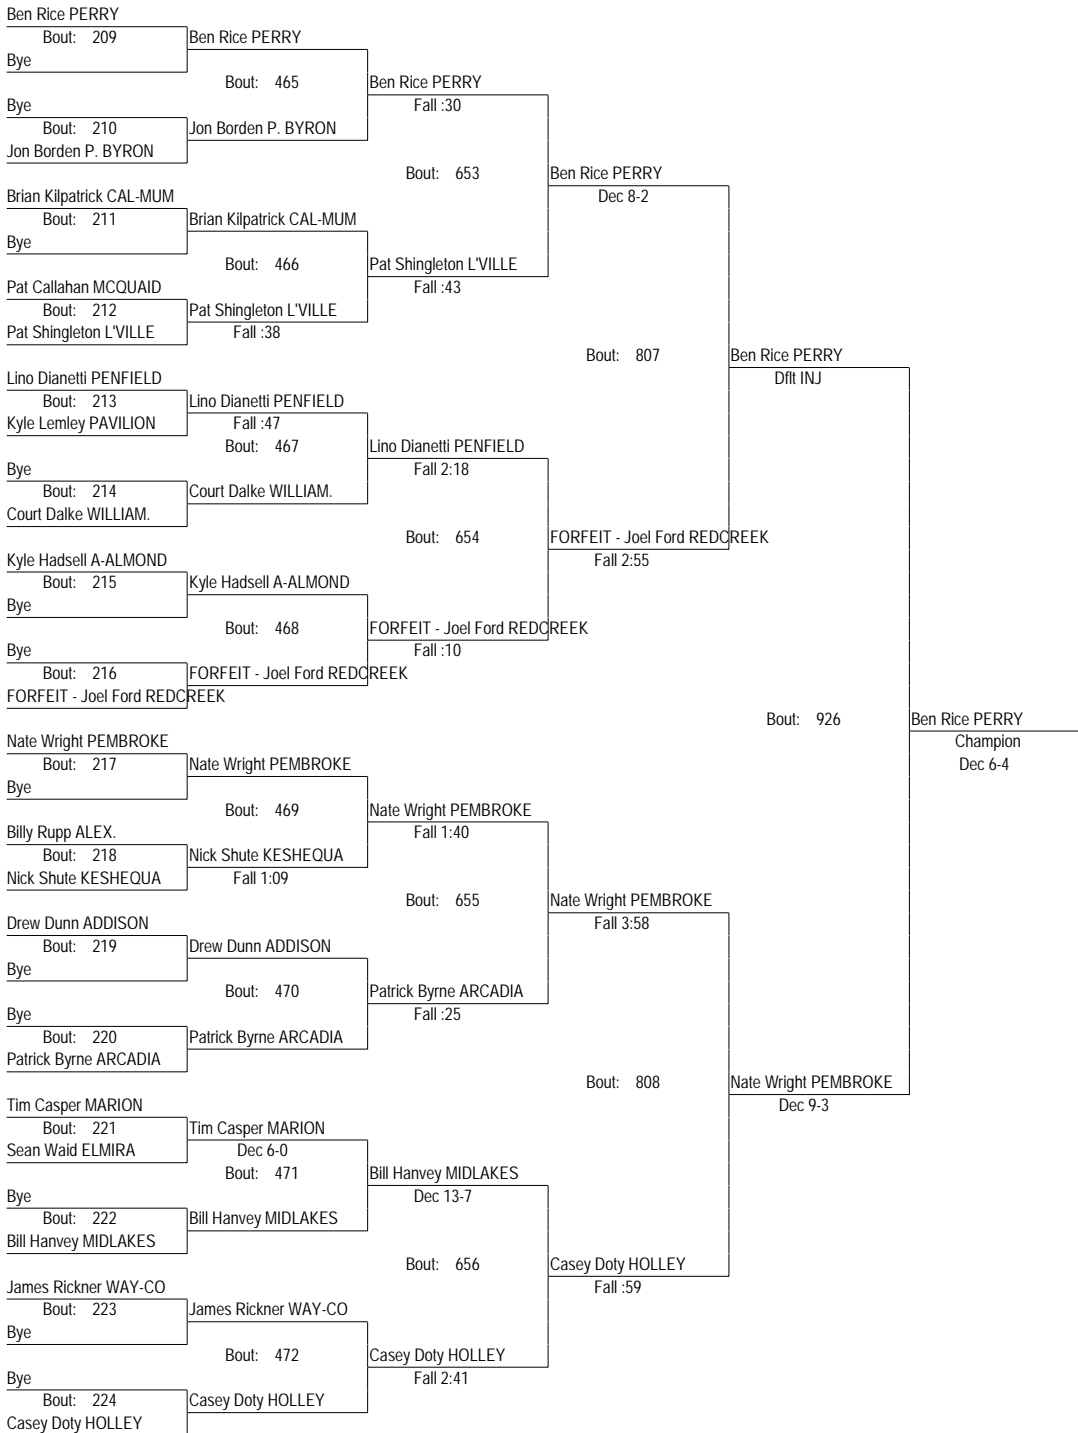 Ben Rice PERRY
Bout: 209
Ben Rice PERRY
Bye
Bout: 465
Ben Rice PERRY
Bye
Fall :30
Bout: 210
Jon Borden P. BYRON
Jon Borden P. BYRON
Bout: 653
Ben Rice PERRY
Brian Kilpatrick CAL-MUM
Dec 8-2
Bout: 211
Brian Kilpatrick CAL-MUM
Bye
Bout: 466
Pat Shingleton L'VILLE
Pat Callahan MCQUAID
Fall :43
Bout: 212
Pat Shingleton L'VILLE
Pat Shingleton L'VILLE
Fall :38
Bout: 807
Ben Rice PERRY
Lino Dianetti PENFIELD
Dflt INJ
Bout: 213
Lino Dianetti PENFIELD
Kyle Lemley PAVILION
Fall :47
Bout: 467
Lino Dianetti PENFIELD
Bye
Fall 2:18
Bout: 214
Court Dalke WILLIAM.
Court Dalke WILLIAM.
Bout: 654
FORFEIT - Joel Ford REDCREEK
Kyle Hadsell A-ALMOND
Fall 2:55
Bout: 215
Kyle Hadsell A-ALMOND
Bye
Bout: 468
FORFEIT - Joel Ford REDCREEK
Bye
Fall :10
Bout: 216
FORFEIT - Joel Ford REDCREEK
FORFEIT - Joel Ford REDCREEK
Bout: 926
Ben Rice PERRY
Nate Wright PEMBROKE
Champion
Bout: 217
Nate Wright PEMBROKE
Dec 6-4
Bye
Bout: 469
Nate Wright PEMBROKE
Billy Rupp ALEX.
Fall 1:40
Bout: 218
Nick Shute KESHEQUA
Nick Shute KESHEQUA
Fall 1:09
Bout: 655
Nate Wright PEMBROKE
Drew Dunn ADDISON
Fall 3:58
Bout: 219
Drew Dunn ADDISON
Bye
Bout: 470
Patrick Byrne ARCADIA
Bye
Fall :25
Bout: 220
Patrick Byrne ARCADIA
Patrick Byrne ARCADIA
Bout: 808
Nate Wright PEMBROKE
Tim Casper MARION
Dec 9-3
Bout: 221
Tim Casper MARION
Sean Waid ELMIRA
Dec 6-0
Bout: 471
Bill Hanvey MIDLAKES
Bye
Dec 13-7
Bout: 222
Bill Hanvey MIDLAKES
Bill Hanvey MIDLAKES
Bout: 656
Casey Doty HOLLEY
James Rickner WAY-CO
Fall :59
Bout: 223
James Rickner WAY-CO
Bye
Bout: 472
Casey Doty HOLLEY
Bye
Fall 2:41
Bout: 224
Casey Doty HOLLEY
Casey Doty HOLLEY